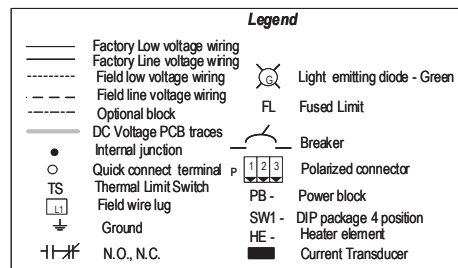 Legend
Factory Low voltage wiring
Factory Line voltage wiring
Field low voltage wiring
Field line voltage wiring
Optional block
DC Voltage PCB traces
Internal junction
Quick connect terminal
TS Thermal Limit Switch
L1 Field wire lug
Ground
N.O., N.C.
G Light emitting diode - Green
FL Fused Limit
Breaker
P 1 2 3 Polarized connector
PB - Power block
SW1 - DIP package 4 position
HE - Heater element
Current Transducer